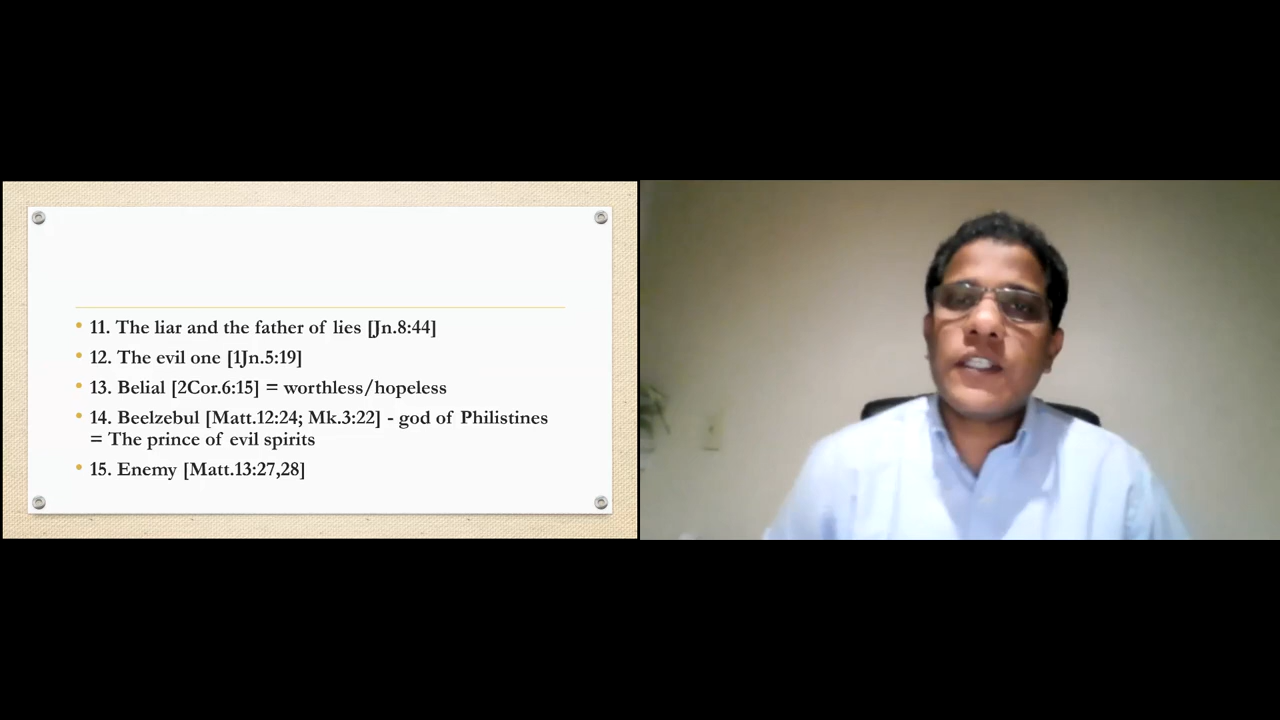 • 11. The liar and the father of lies [Jn.8:44]
• 12. The evil one [1Jn.5:19]
• 13. Belial [2Cor.6:15] = worthless/hopeless
• 14. Beelzebul [Matt.12:24; Mk.3:22] - god of Philistines
= The prince of evil spirits
• 15. Enemy [Matt.13:27,28]